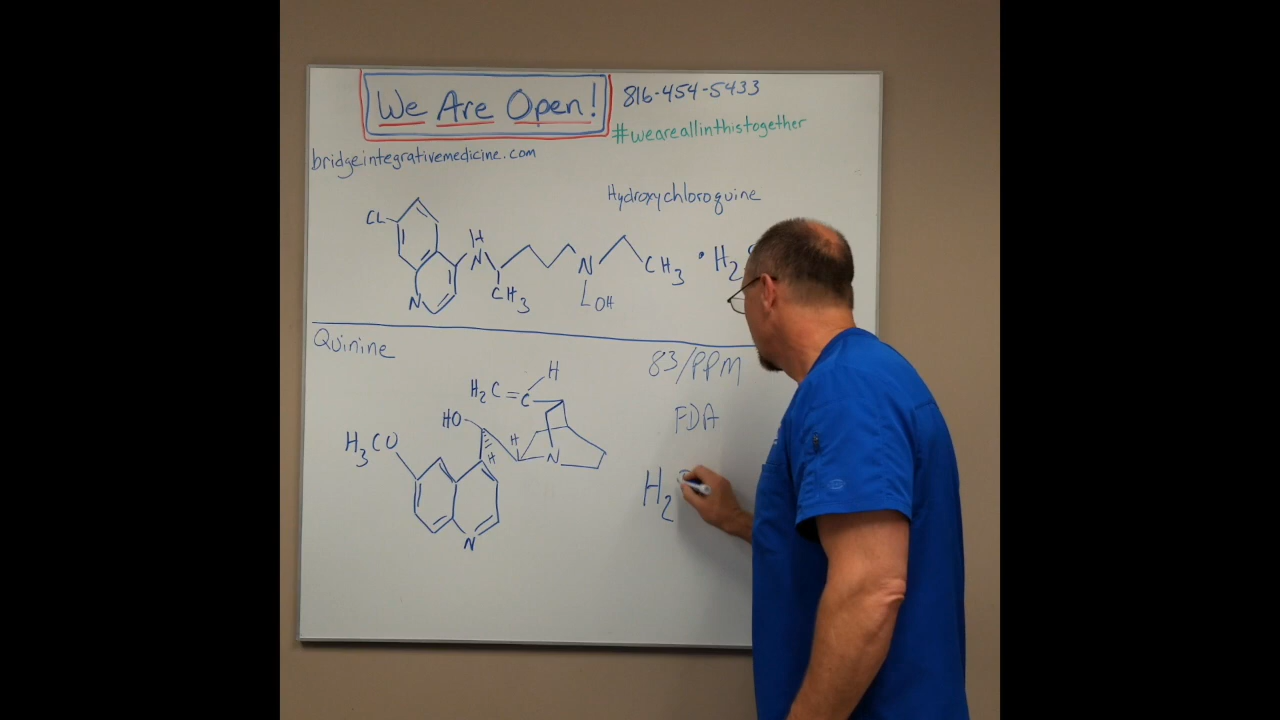 We Are Open!
816-454-5433
#weareallinthistogether
bridgeintegrativemedicine.com
Hydroxychloroquine
CL
H
N
CH3
N
N
CH3
• H2
LOH
Quinine
83/PPM
FDA
H
H2C=C
HO
H
H
N
H3CO
N
H2